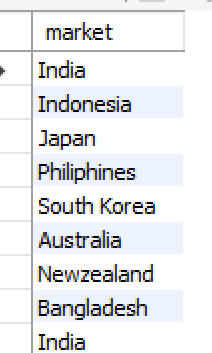 market
India
Indonesia
Japan
Philiphines
South Korea
Australia
Newzealand
Bangladesh
India